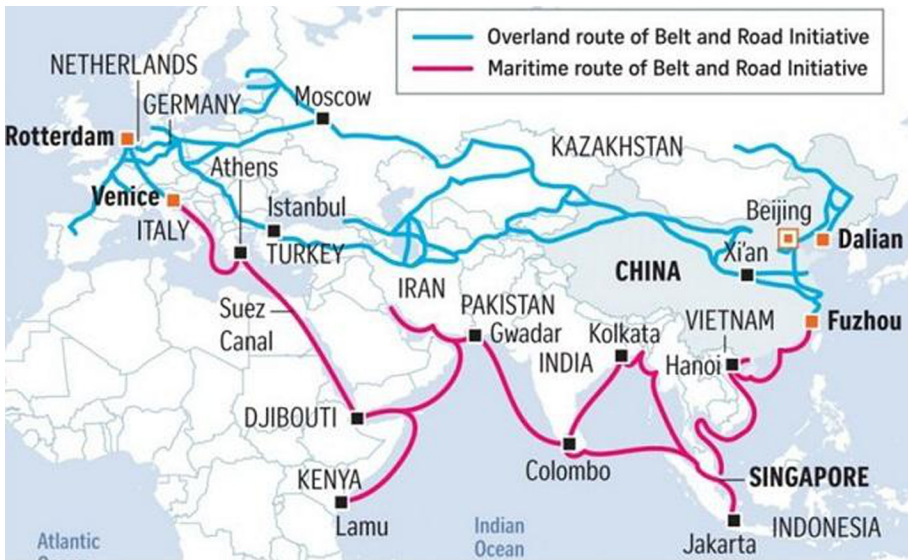 Overland route of Belt and Road Initiative
Maritime route of Belt and Road Initiative
NETHERLANDS
GERMANY
Moscow
Rotterdam
KAZAKHSTAN
Athens
Venice
Istanbul
Beijing
ITALY
TURKEY
Dalian
Xi'an
CHINA
IRAN
PAKISTAN
Suez
Canal
Gwadar
Kolkata
VIETNAM
Fuzhou
INDIA
Hanoi
DJIBOUTI
Colombo
SINGAPORE
KENYA
Lamu
Jakarta
INDONESIA
Atlantic
Indian
Ocean